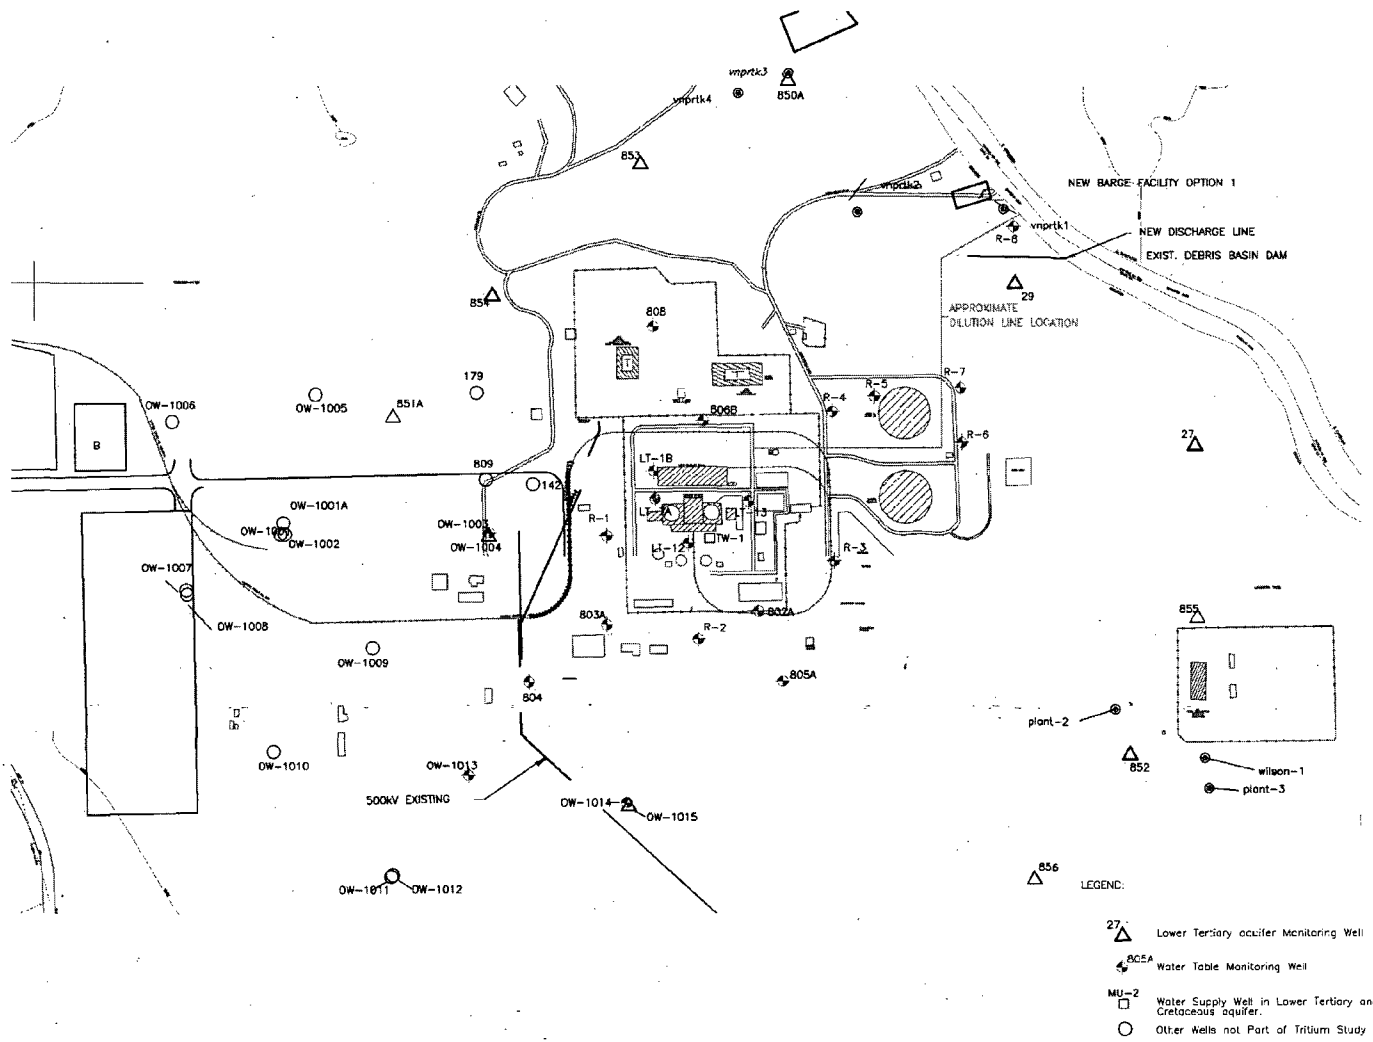 vnprtk3
vnprtk4
850A
853
vnprtk2
NEW BARGE FACILITY OPTION 1
vnprtk1
R-8
NEW DISCHARGE LINE
EXIST. DEBRIS BASIN DAM
854
29
808
APPROXIMATE
DILUTION LINE LOCATION
179
R-7
R-5
OW-1006
OW-1005
851A
R-4
806B
B
R-6
27
LT-1B
809
142
OW-1001A
LT-13
OW-1003
R-1
OW-1002
OW-1004
TW-1
LT-12
R-3
OW-1007
802A
855
803A
OW-1008
R-2
OW-1009
805A
804
plant-2
OW-1010
OW-1013
852
wilson-1
500kV EXISTING
plant-3
OW-1014
OW-1015
856
OW-1011
OW-1012
LEGEND:
27
Lower Tertiary aquifer Monitoring Well
805A
Water Table Monitoring Well
MU-2
Water Supply Well in Lower Tertiary an
Cretaceous aquifer.
Other Wells not Part of Tritium Study